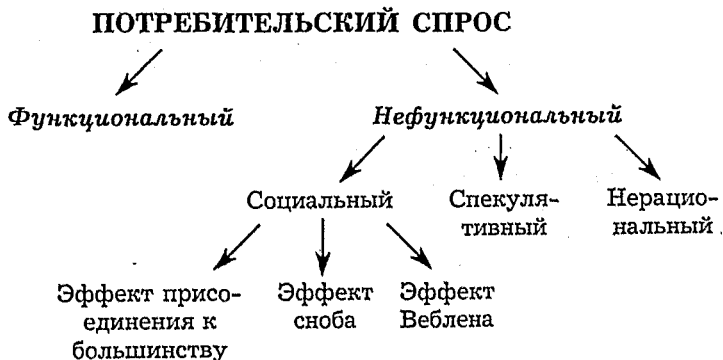 ПОТРЕБИТЕЛЬСКИЙ СПРОС
Функциональный
Нефункциональный
Социальный
Спекуля-
тивный
Нерацио-
нальный
Эффект присо-
единения к
большинству
Эффект
сноба
Эффект
Веблена